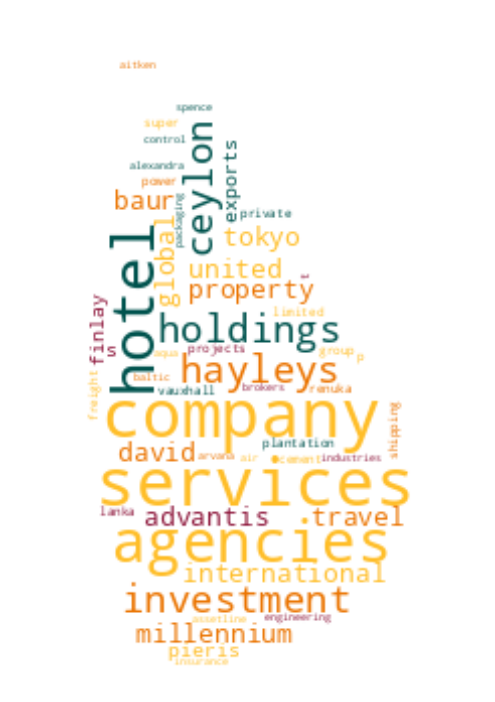 aitken
spence
super
control
ceylon
alexandra
exports
power
baur
packaging
private
hotel
global
tokyo
united
property
limited
finlay
holdings
s
aqua
projects
group
p
hayleys
baltic
freight
vauxhall
brokers
renuka
company
shipping
david
plantation
arvana
air
cement
industries
services
lanka
advantis
travel
agencies
international
investment
assetline
engineering
millennium
pieris
insurance